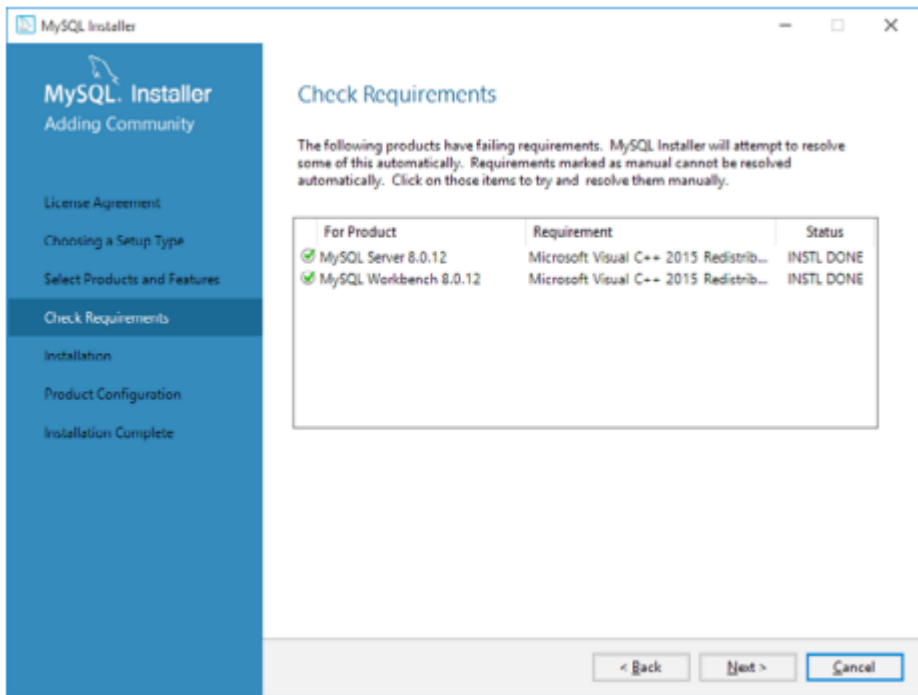 MySQL Installer
MySQL. Installer
Adding Community
License Agreement
Choosing a Setup Type
Select Products and Features
Check Requirements
Installation
Product Configuration
Installation Complete
Check Requirements
The following products have failing requirements. MySQL Installer will attempt to resolve
some of this automatically. Requirements marked as manual cannot be resolved
automatically. Click on those items to try and resolve them manually.
For Product Requirement Status
MySQL Server 8.0.12 Microsoft Visual C++ 2015 Redistrib... INSTL DONE
MySQL Workbench 8.0.12 Microsoft Visual C++ 2015 Redistrib... INSTL DONE
< Back Next > Cancel